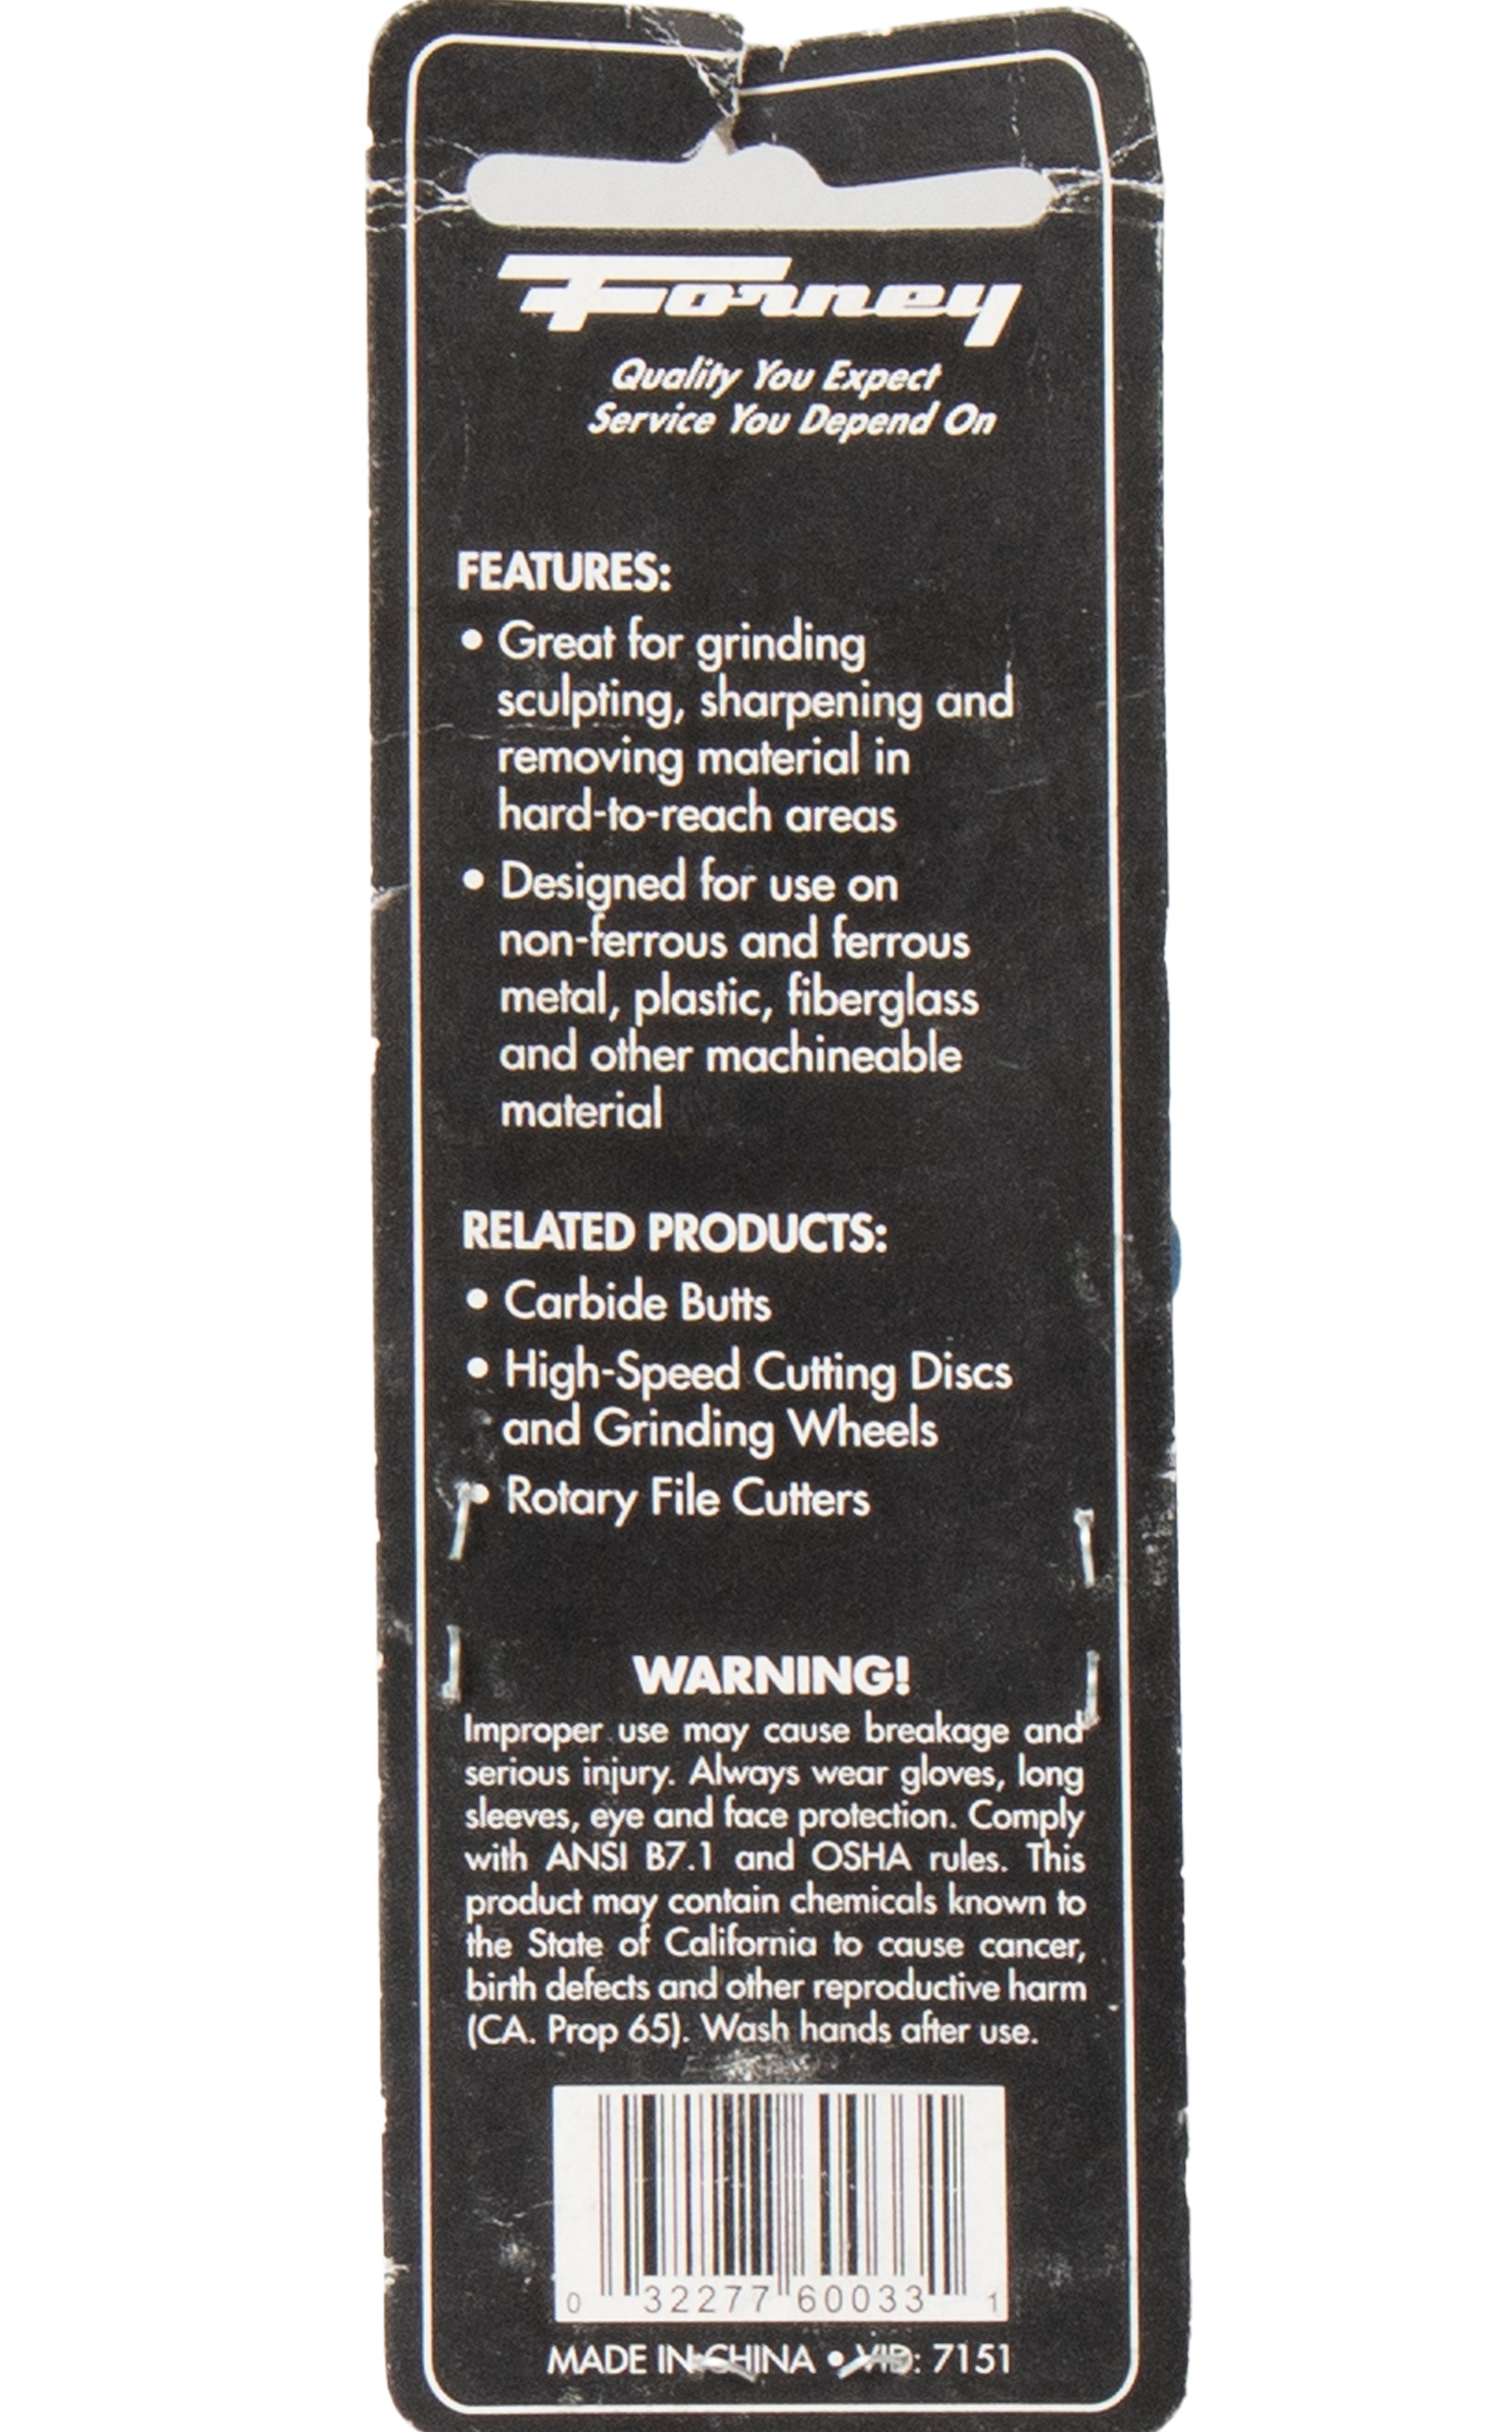 Forney
Quality You Expect
Service You Depend On
FEATURES:
• Great for grinding
sculpting, sharpening and
removing material in
hard-to-reach areas
• Designed for use on
non-ferrous and ferrous
metal, plastic, fiberglass
and other machineable
material
RELATED PRODUCTS:
• Carbide Butts
• High-Speed Cutting Discs
and Grinding Wheels
• Rotary File Cutters
WARNING!
Improper use may cause breakage and
serious injury. Always wear gloves, long
sleeves, eye and face protection. Comply
with ANSI B7.1 and OSHA rules. This
product may contain chemicals known to
the State of California to cause cancer,
birth defects and other reproductive harm
(CA. Prop 65). Wash hands after use.
0 32277 60033 1
MADE IN CHINA • VID: 7151